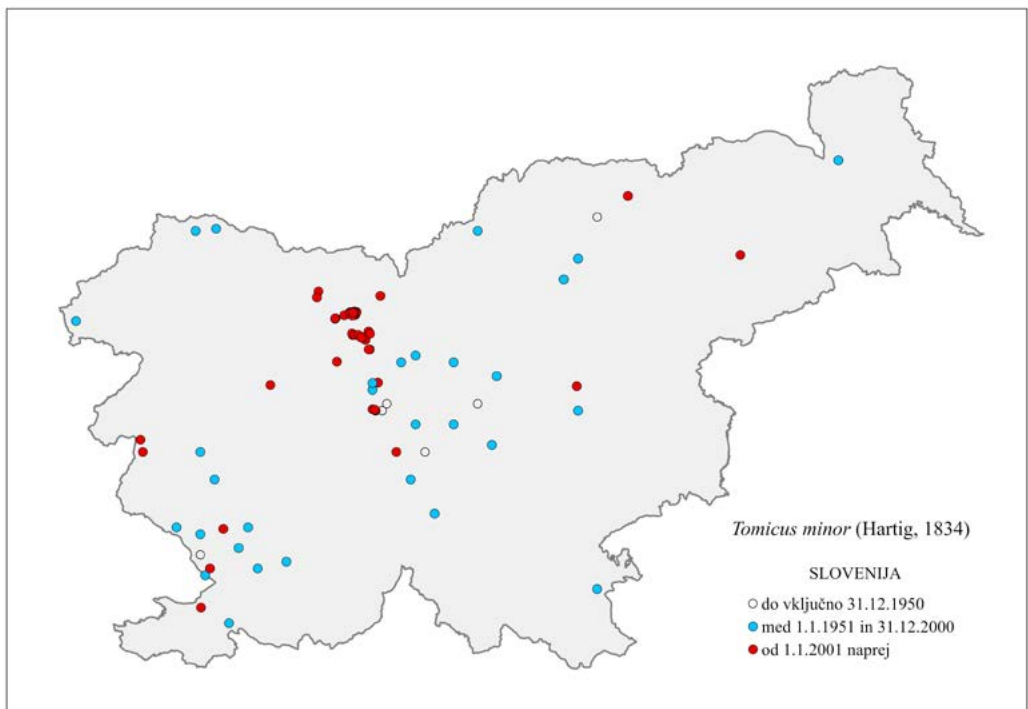 Tomicus minor (Hartig, 1834)
SLOVENIJA
do vključno 31.12.1950
med 1.1.1951 in 31.12.2000
od 1.1.2001 naprej